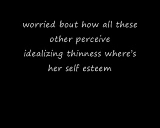 worried bout how all these
other perceive
idealizing thinness where's
her self esteem